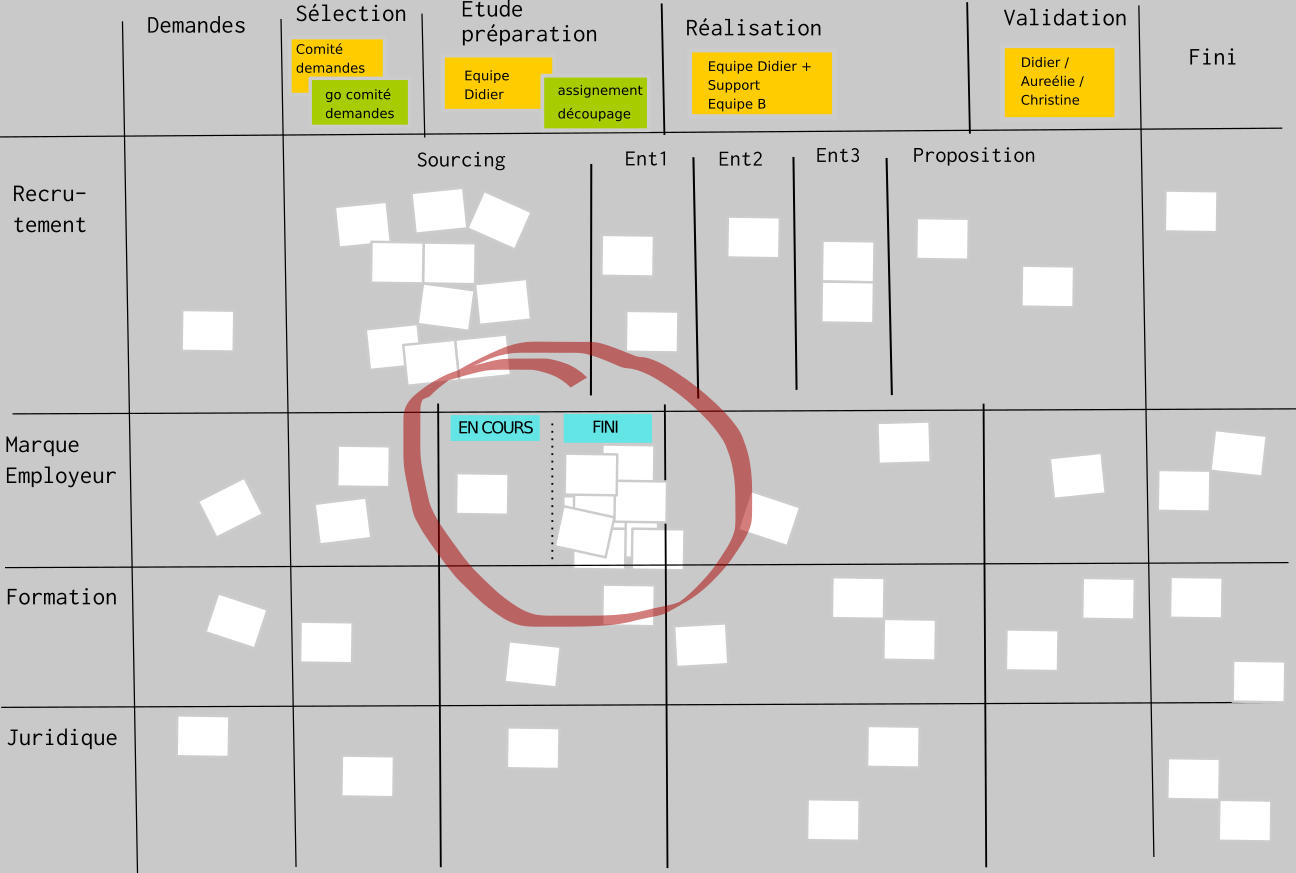 Demandes
Sélection
Comité
demandes
go comité
demandes
Etude
préparation
Equipe
Didier
assignement
découpage
Réalisation
Equipe Didier +
Support
Equipe B
Validation
Didier /
Aureélie /
Christine
Fini
Recru-
tement
Sourcing
Ent1
Ent2
Ent3
Proposition
Marque
Employeur
EN COURS
FINI
Formation
Juridique